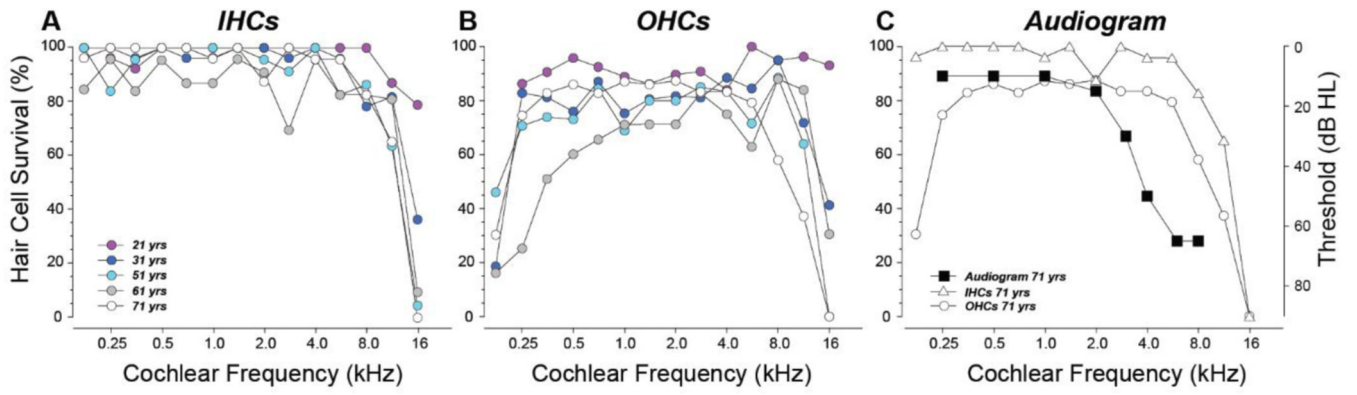 A IHCs
B OHCs
C Audiogram
Hair Cell Survival (%)
100
80
60
40
20
0
21 yrs
31 yrs
51 yrs
61 yrs
71 yrs
0.25 0.5 1.0 2.0 4.0 8.0 16
Cochlear Frequency (kHz)
100
80
60
40
20
0
0.25 0.5 1.0 2.0 4.0 8.0 16
Cochlear Frequency (kHz)
100
80
60
40
20
0
Audiogram 71 yrs
IHCs 71 yrs
OHCs 71 yrs
0.25 0.5 1.0 2.0 4.0 8.0 16
Cochlear Frequency (kHz)
0
20
40
60
80
Threshold (dB HL)